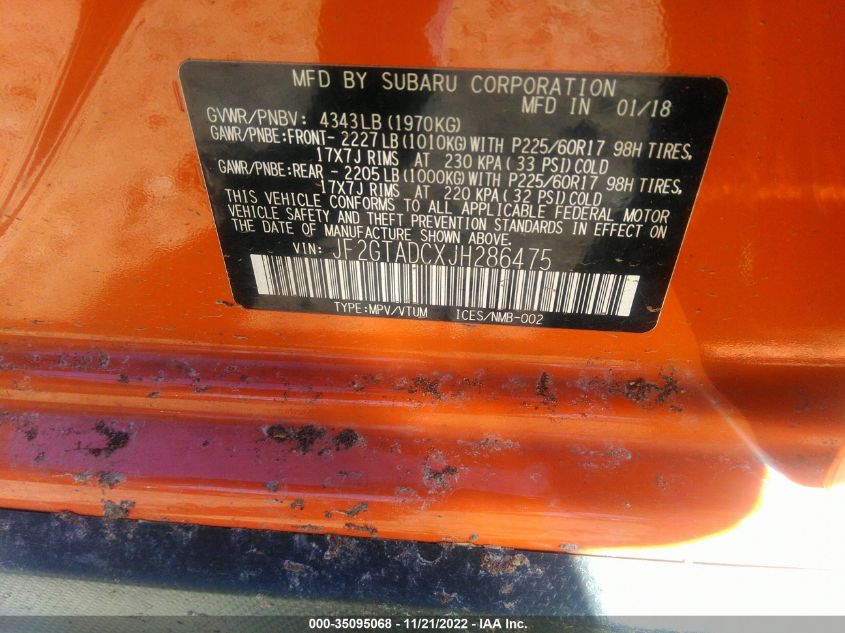 MFD BY SUBARU CORPORATION
MFD IN 01/18
GVWR/PNBV: 4343LB(1970KG)
GAWR/PNBE:FRONT-2227LB(1010KG)WITH P225/60R17 98H TIRES,
17X7J RIMS AT 230 KPA(33 PSI)COLD
GAWR/PNBE:REAR -2205LB(1000KG)WITH P225/60R17 98H TIRES,
17X7J RIMS AT 220 KPA(32 PSI)COLD
THIS VEHICLE CONFORMS TO ALL APPLICABLE FEDERAL MOTOR
VEHICLE SAFETY AND THEFT PREVENTION STANDARDS IN EFFECT ON
THE DATE OF MANUFACTURE SHOWN ABOVE.
VIN: JF2GTADCXJH286475
TYPE:MPV/VTUM ICES/NMB-002
000-35095068 - 11/21/2022 - IAA Inc.